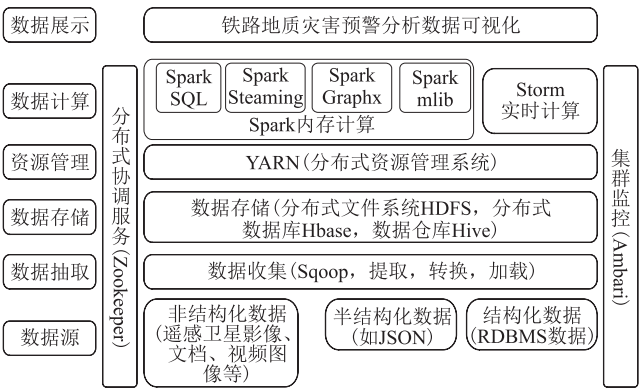 数据展示
铁路地质灾害预警分析数据可视化
数据计算
Spark
SQL
Spark
Steaming
Spark
Graphx
Spark
mlib
Spark内存计算
Storm
实时计算
资源管理
YARN(分布式资源管理系统)
数据存储
数据存储(分布式文件系统HDFS，分布式
数据库Hbase，数据仓库Hive)
数据抽取
数据收集(Sqoop，提取，转换，加载)
数据源
非结构化数据
(遥感卫星影像、
文档、视频图
像等)
半结构化数据
(如JSON)
结构化数据
(RDBMS数据)
分布式协调服务(Zookeeper)
集群监控(Ambari)